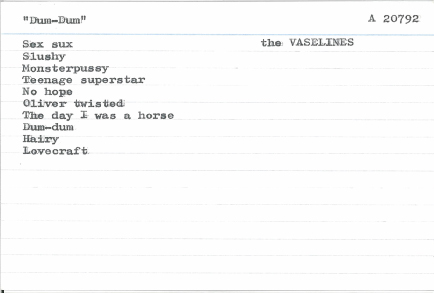 "Dum-Dum" A 20792
Sex sux the VASELINES
Slushy
Monsterpussy
Teenage superstar
No hope
Oliver twisted
The day I was a horse
Dum-dum
Hairy
Lovecraft